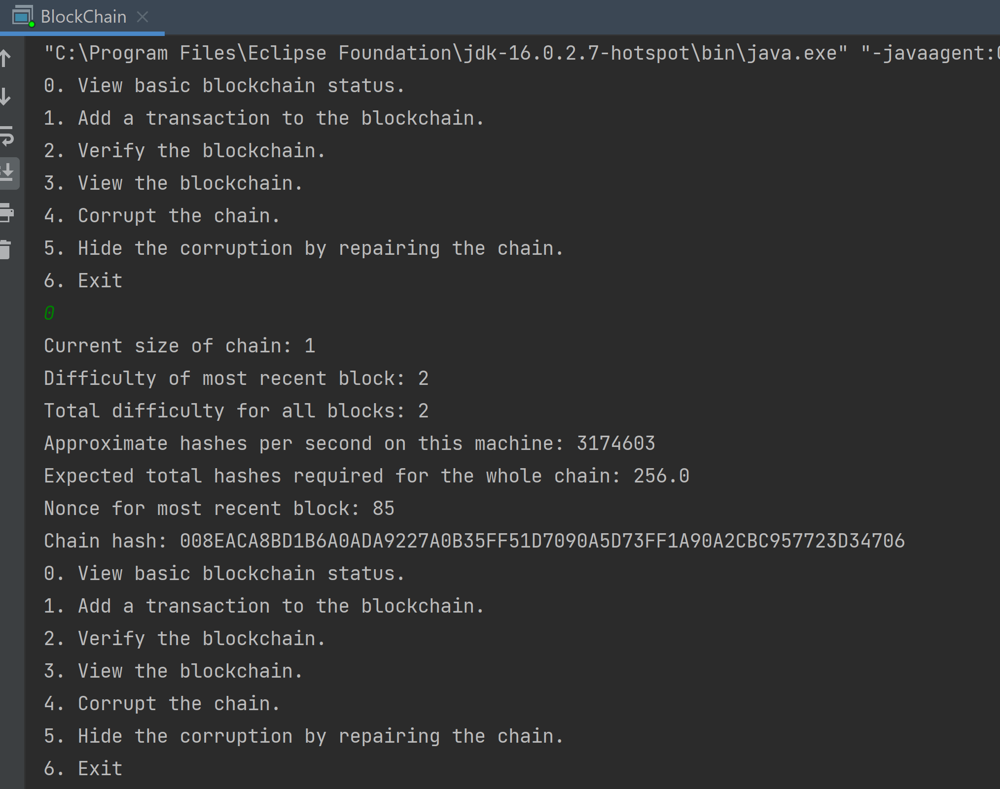 BlockChain
"C:\Program Files\Eclipse Foundation\jdk-16.0.2.7-hotspot\bin\java.exe" "-javaagent:
0. View basic blockchain status.
1. Add a transaction to the blockchain.
2. Verify the blockchain.
3. View the blockchain.
4. Corrupt the chain.
5. Hide the corruption by repairing the chain.
6. Exit
0
Current size of chain: 1
Difficulty of most recent block: 2
Total difficulty for all blocks: 2
Approximate hashes per second on this machine: 3174603
Expected total hashes required for the whole chain: 256.0
Nonce for most recent block: 85
Chain hash: 008EACA8BD1B6A0ADA9227A0B35FF51D7090A5D73FF1A90A2CBC957723D34706
0. View basic blockchain status.
1. Add a transaction to the blockchain.
2. Verify the blockchain.
3. View the blockchain.
4. Corrupt the chain.
5. Hide the corruption by repairing the chain.
6. Exit